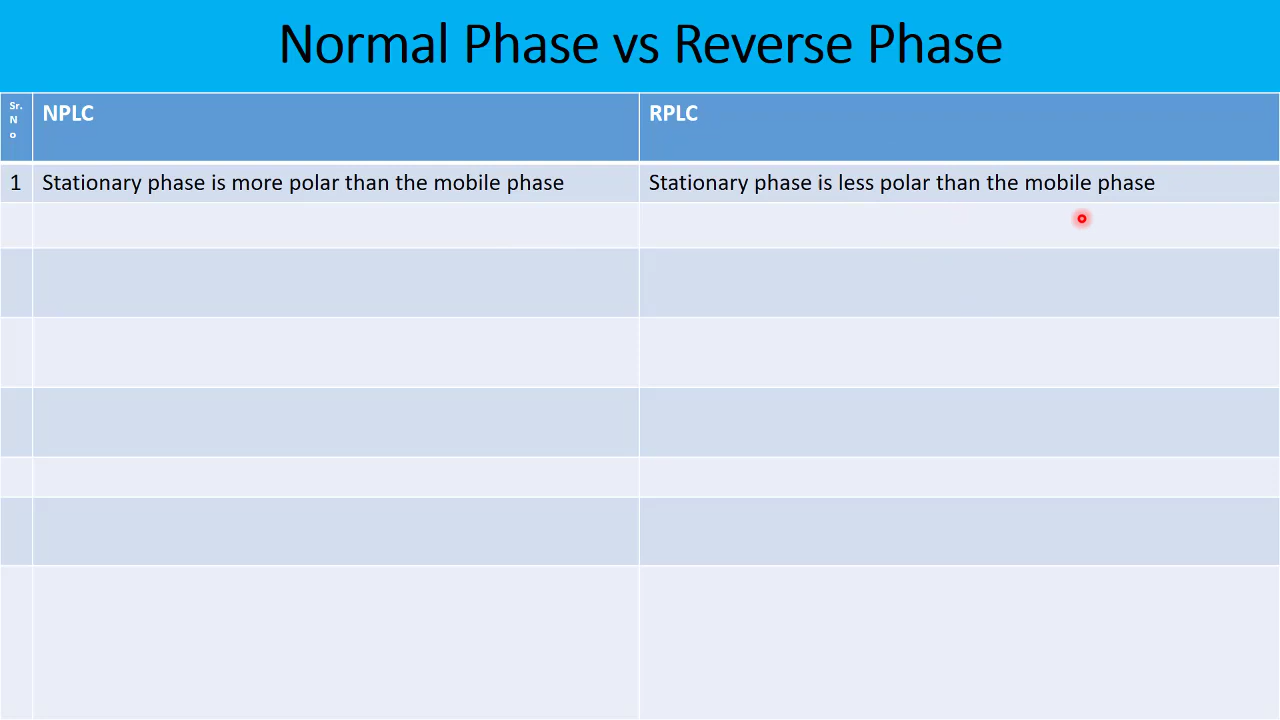 Normal Phase vs Reverse Phase
Sr.
N
o
NPLC
RPLC
1
Stationary phase is more polar than the mobile phase
Stationary phase is less polar than the mobile phase